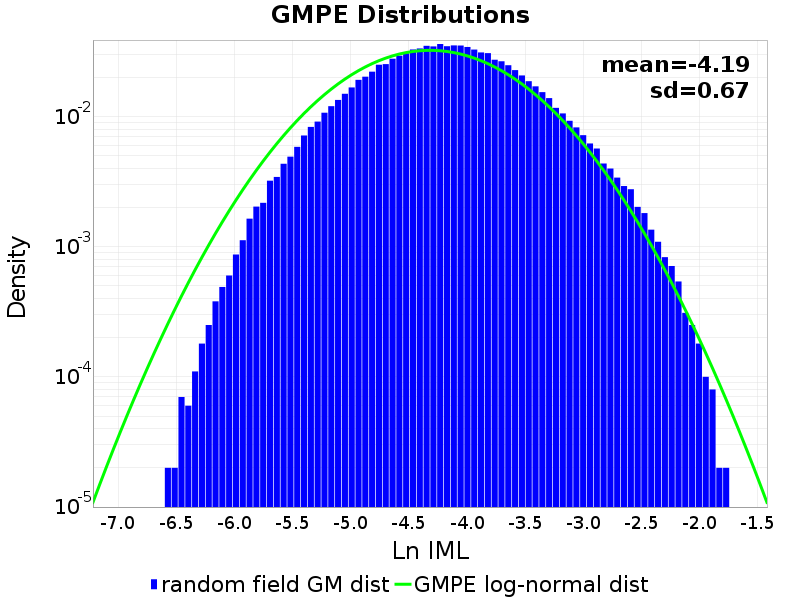 GMPE Distributions
mean=-4.19
sd=0.67
Density
10-2
10-3
10-4
10-5
-7.0 -6.5 -6.0 -5.5 -5.0 -4.5 -4.0 -3.5 -3.0 -2.5 -2.0 -1.5
Ln IML
random field GM dist GMPE log-normal dist